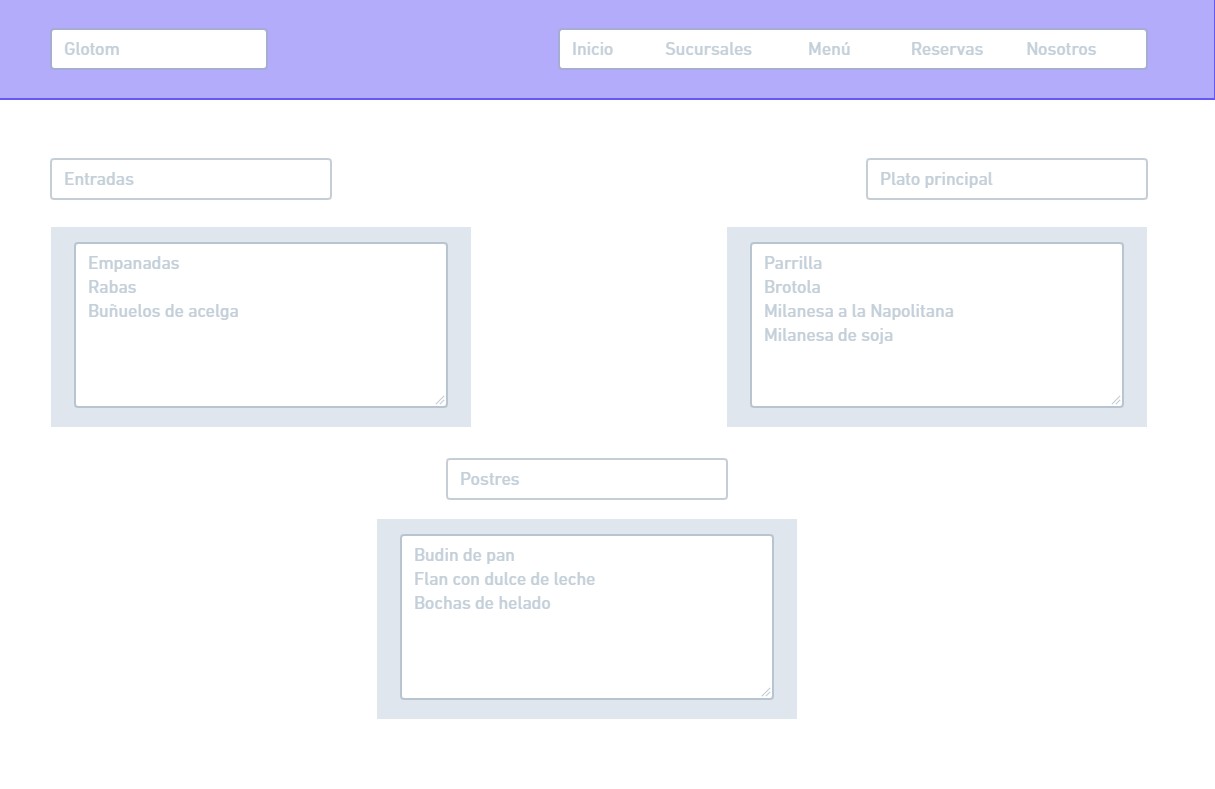 Glotom
Inicio Sucursales Menú Reservas Nosotros
Entradas
Plato principal
Empanadas
Rabas
Buñuelos de acelga
Parrilla
Brotola
Milanesa a la Napolitana
Milanesa de soja
Postres
Budin de pan
Flan con dulce de leche
Bochas de helado